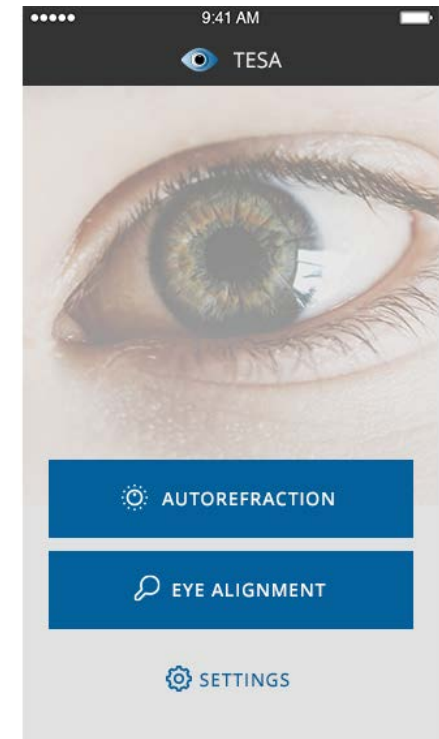 9:41 AM
TESA
AUTOREFRACTION
EYE ALIGNMENT
SETTINGS